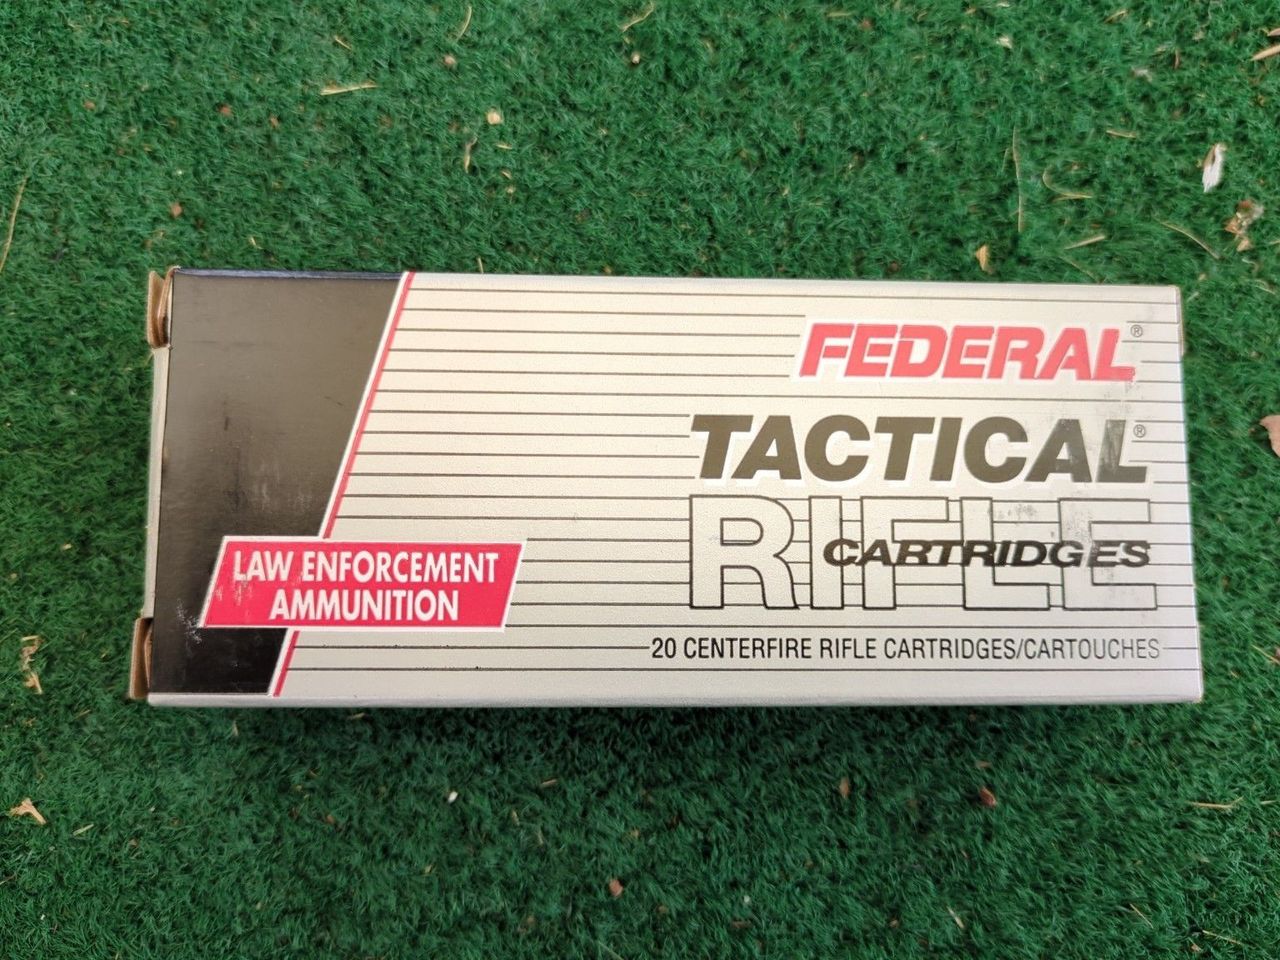 FEDERAL®
TACTICAL®
RIFLE
CARTRIDGES
LAW ENFORCEMENT
AMMUNITION
20 CENTERFIRE RIFLE CARTRIDGES/CARTOUCHES